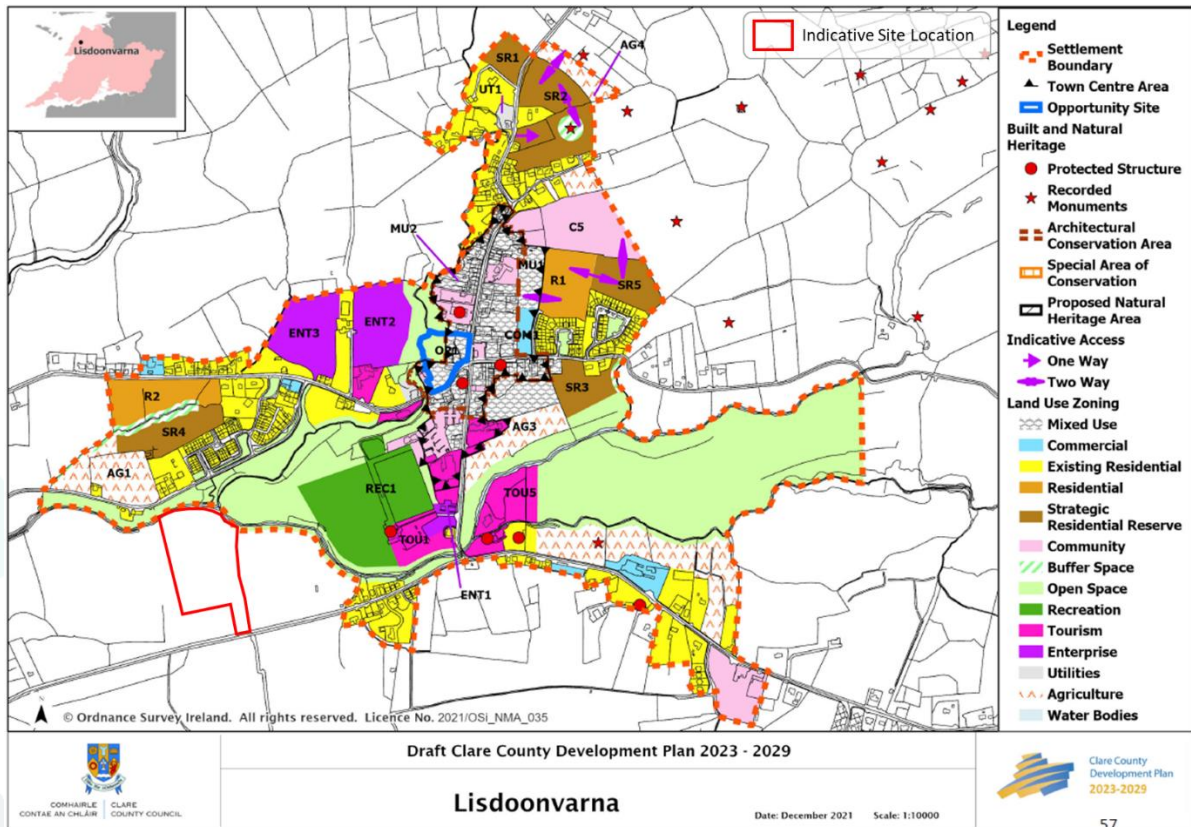 Lisdoonvarna
Indicative Site Location
AG4
SR1
UT1
SR2
C5
MU2
MU1
R1
SR5
ENT3
ENT2
COM1
OP1
SR3
R2
SR4
AG3
AG1
REC1
TOU5
TOU1
ENT1
© Ordnance Survey Ireland. All rights reserved. Licence No. 2021/OSi_NMA_035
Legend
Settlement
Boundary
Town Centre Area
Opportunity Site
Built and Natural
Heritage
Protected Structure
Recorded
Monuments
Architectural
Conservation Area
Special Area of
Conservation
Proposed Natural
Heritage Area
Indicative Access
One Way
Two Way
Land Use Zoning
Mixed Use
Commercial
Existing Residential
Residential
Strategic
Residential Reserve
Community
Buffer Space
Open Space
Recreation
Tourism
Enterprise
Utilities
Agriculture
Water Bodies
COMHAIRLE CONTAE AN CHLÁIR
CLARE COUNTY COUNCIL
Draft Clare County Development Plan 2023 - 2029
Lisdoonvarna
Date: December 2021 Scale: 1:10000
Clare County
Development Plan
2023-2029
57